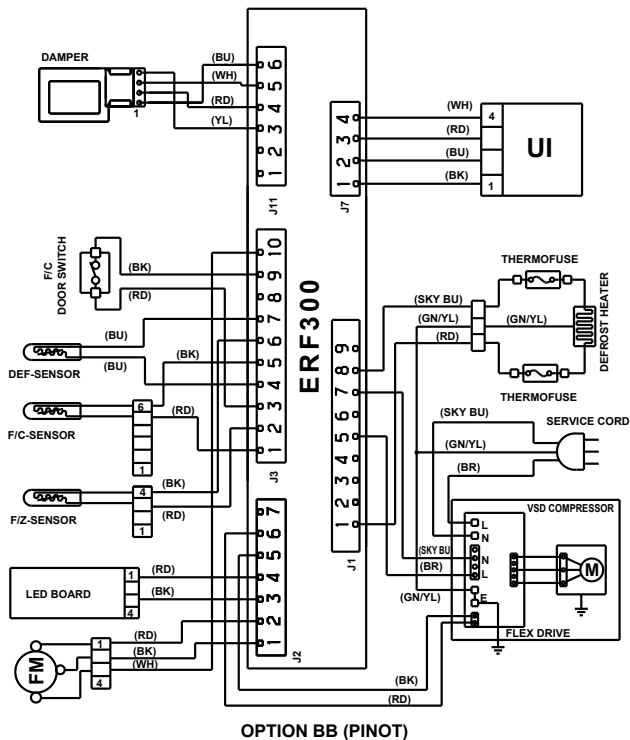 DAMPER
1
(BU)
(WH)
(RD)
(YL)
6
5
4
3
2
1
J11
4
3
2
1
J7
(WH)
(RD)
(BU)
(BK)
4
1
UI
F/C
DOOR SWITCH
(BK)
(RD)
DEF-SENSOR
(BU)
(BU)
F/C-SENSOR
(BK)
(RD)
6
1
F/Z-SENSOR
(BK)
(RD)
4
1
10
9
8
7
6
5
4
3
2
1
J3
ERF300
9
8
7
6
5
4
3
2
1
J1
THERMOFUSE
(SKY BU)
(GN/YL)
(RD)
(GN/YL)
DEFROST HEATER
THERMOFUSE
(SKY BU)
SERVICE CORD
(GN/YL)
(BR)
VSD COMPRESSOR
L
N
(SKY BU
N
(BR)
L
(GN/YL)
E
M
FLEX DRIVE
LED BOARD
1
4
(RD)
(BK)
7
6
5
4
3
2
1
J2
FM
1
4
(RD)
(BK)
(WH)
(BK)
(RD)
OPTION BB (PINOT)